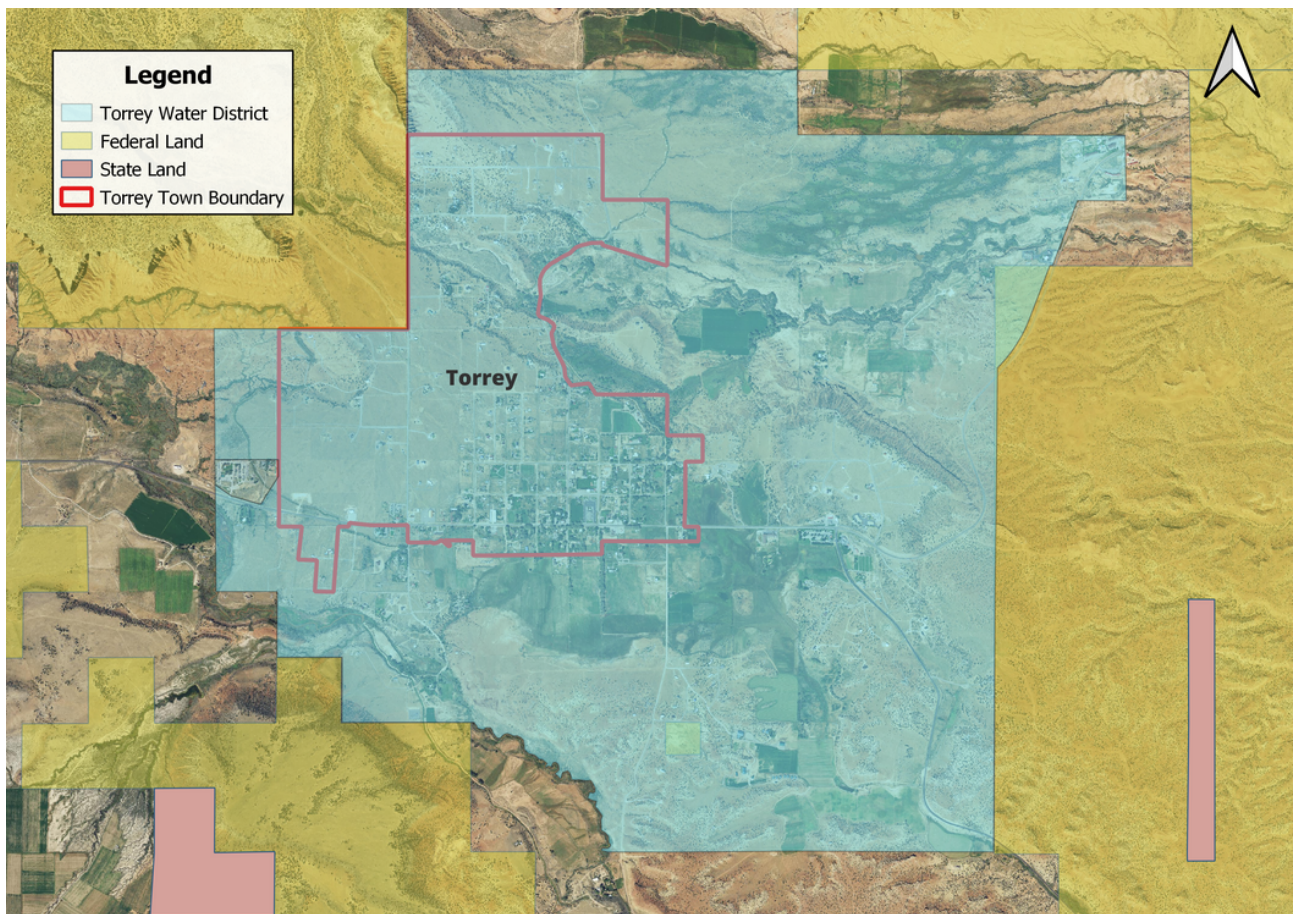 Legend
Torrey Water District
Federal Land
State Land
Torrey Town Boundary
Torrey